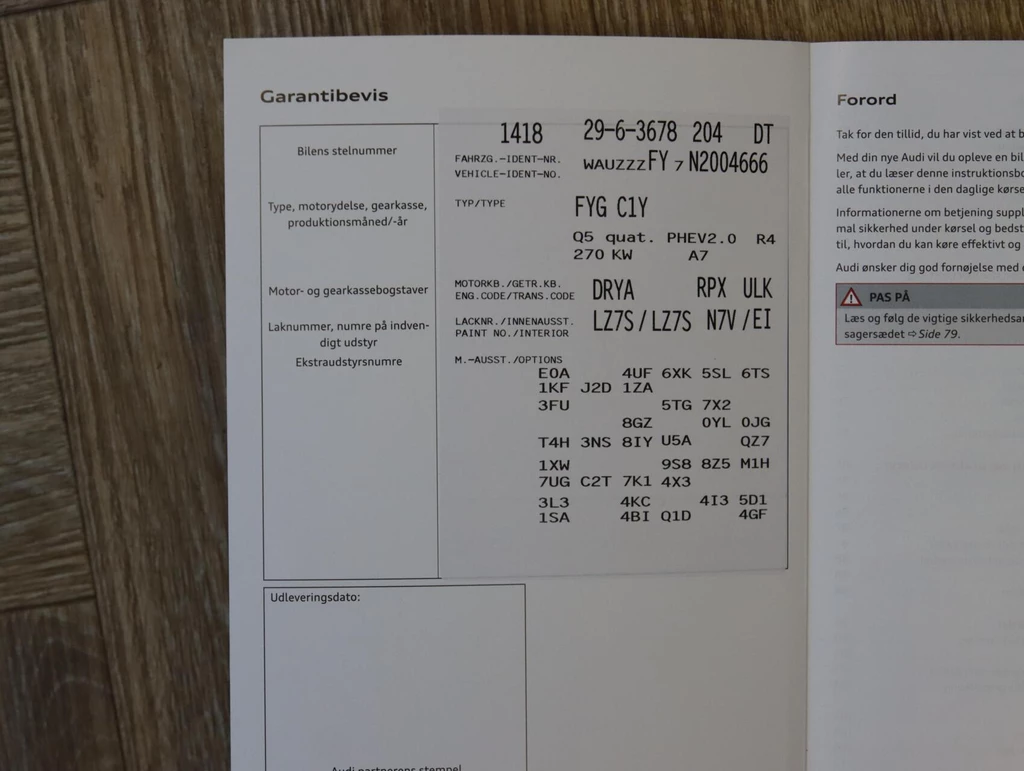 Garantibevis
Bilens stelnummer
1418 29-6-3678 204 DT
FAHRZG.-IDENT-NR.
VEHICLE-IDENT-NO.
WAUZZZFY 7 N2004666
Type, motorydelse, gearkasse,
produktionsmåned/-år
TYP/TYPE
FYG C1Y
Q5 quat. PHEV2.0 R4
270 KW A7
Motor- og gearkassebogstaver
MOTORKB./GETR.KB.
ENG.CODE/TRANS.CODE
DRYA RPX ULK
Laknummer, numre på indven-
digt udstyr
LACKNR./INNENAUSST.
PAINT NO./INTERIOR
LZ7S/LZ7S N7V/EI
Ekstraudstyrsnumre
M.-AUSST./OPTIONS
E0A 4UF 6XK 5SL 6TS
1KF J2D 1ZA
3FU 5TG 7X2
8GZ 0YL 0JG
T4H 3NS 8IY U5A QZ7
1XW 9S8 8Z5 M1H
7UG C2T 7K1 4X3
3L3 4KC 4I3 5D1
1SA 4BI Q1D 4GF
Udleveringsdato:
Audi partnerens stempel
Forord
Tak for den tillid, du har vist ved at
Med din nye Audi vil du opleve en bil
ler, at du læser denne
alle funktionerne i den daglige
Informationerne om betjening
mal sikkerhed under kørsel og
til, hvordan du kan køre effektivt og
Audi ønsker dig god fornøjelse med
PAS PÅ
Læs og følg de vigtige
sagersædet ⇨ Side 79.